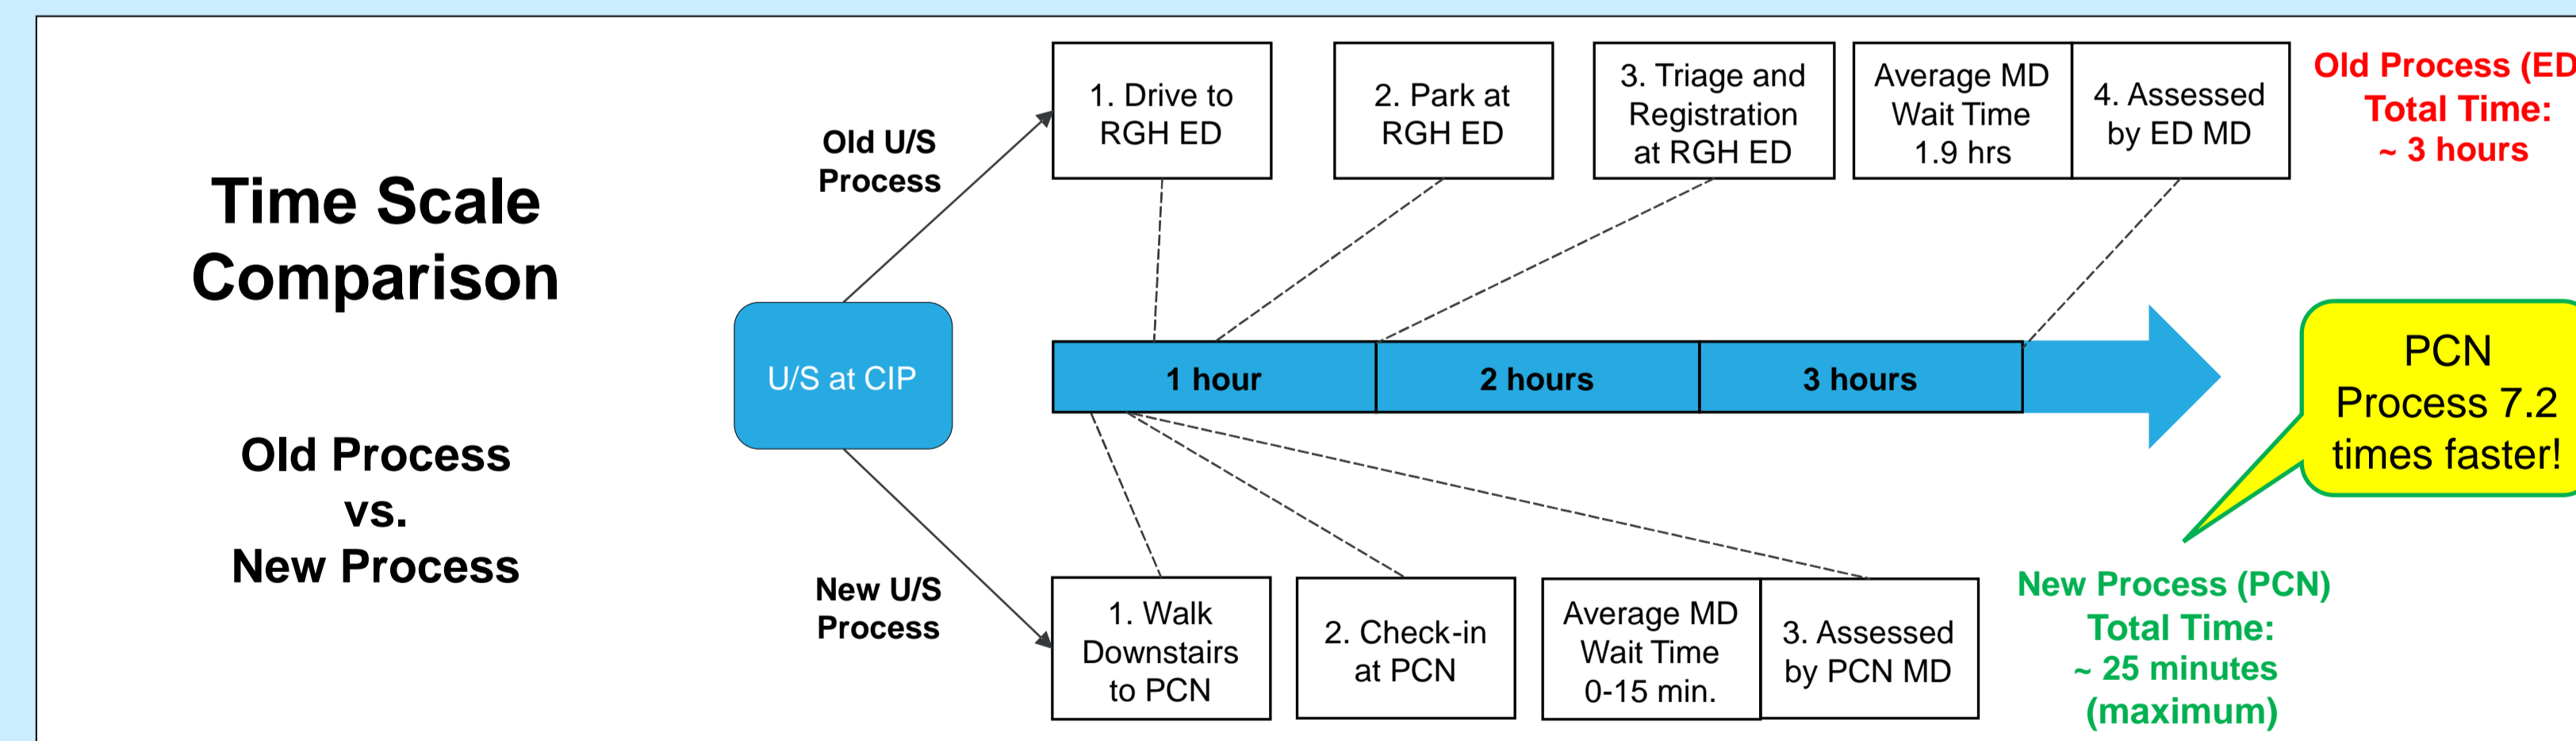 Time Scale
Comparison
Old Process
vs.
New Process
Old U/S
Process
1. Drive to
RGH ED
2. Park at
RGH ED
3. Triage and
Registration
at RGH ED
Average MD
Wait Time
1.9 hrs
4. Assessed
by ED MD
Old Process (ED
Total Time:
~ 3 hours
U/S at CIP
1 hour
2 hours
3 hours
PCN
Process 7.2
times faster!
New U/S
Process
1. Walk
Downstairs
to PCN
2. Check-in
at PCN
Average MD
Wait Time
0-15 min.
3. Assessed
by PCN MD
New Process (PCN)
Total Time:
~ 25 minutes
(maximum)